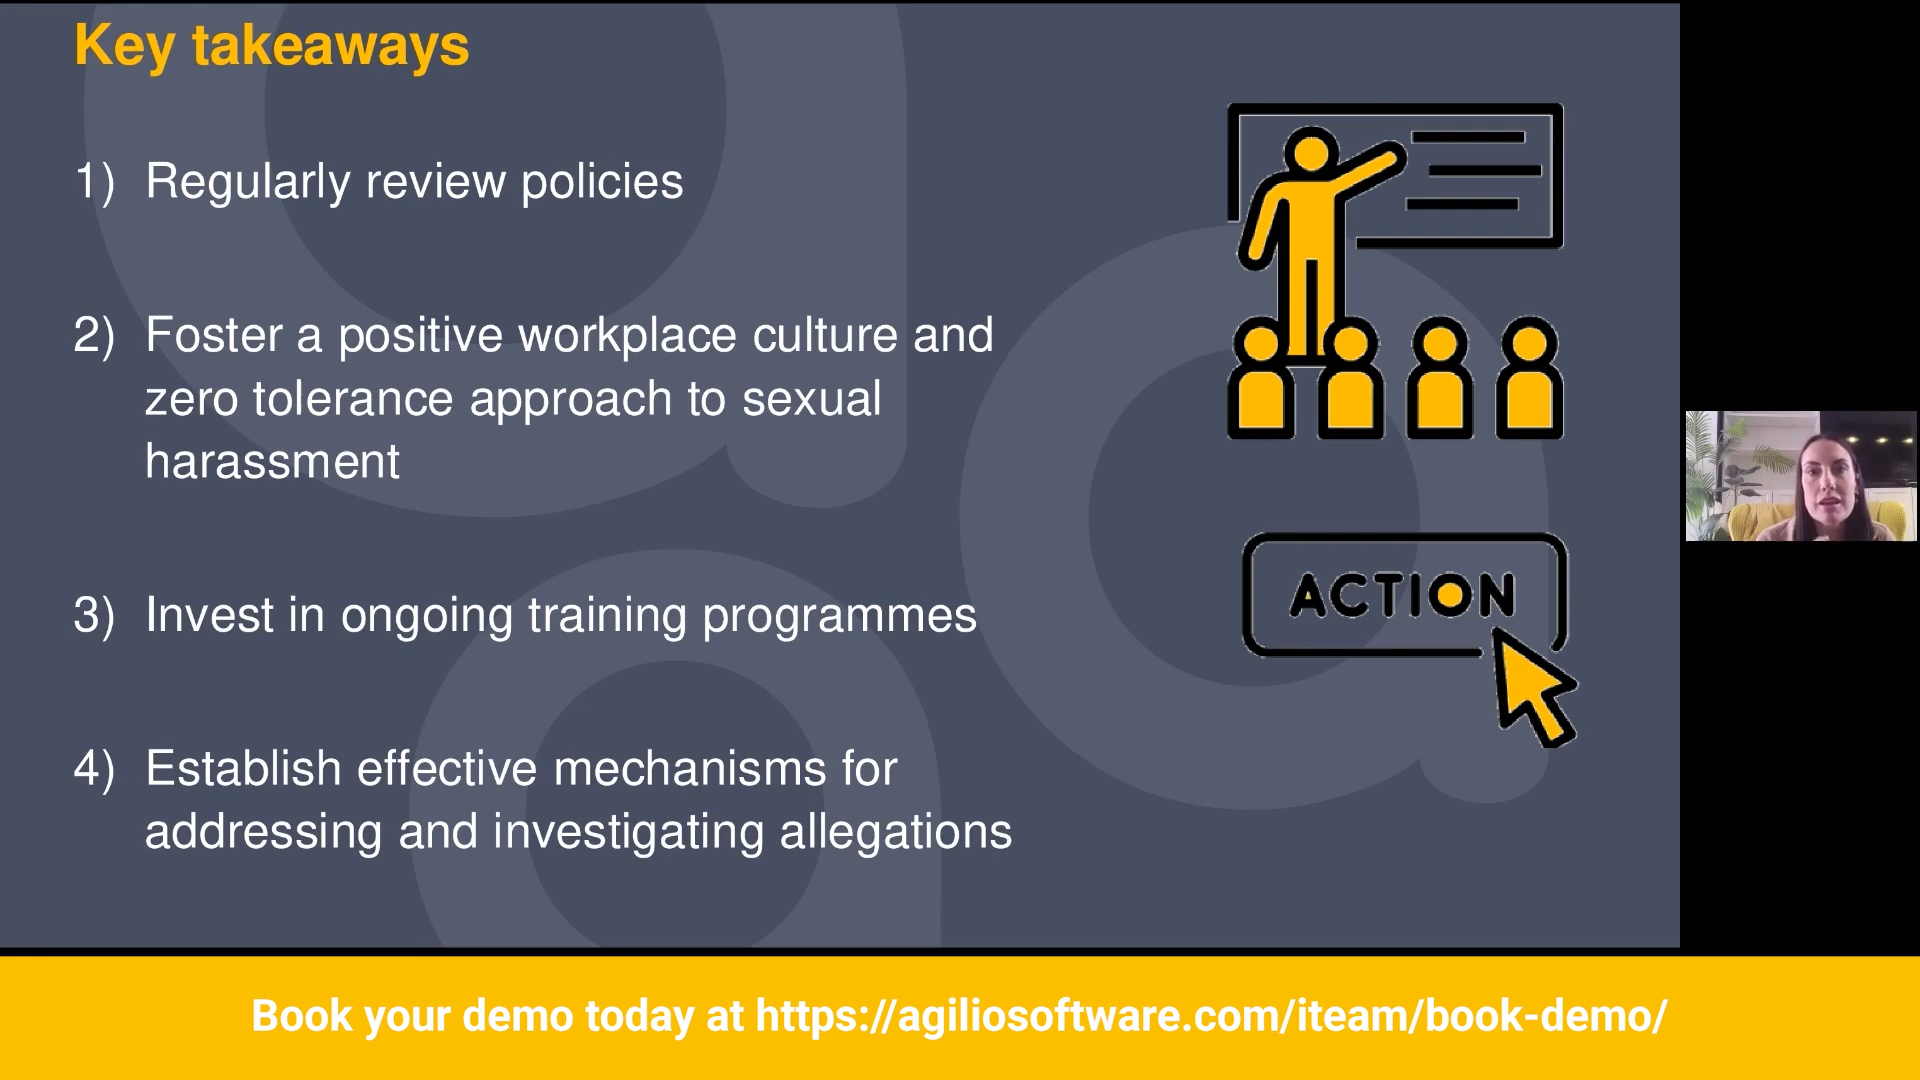 Key takeaways
1) Regularly review policies
2) Foster a positive workplace culture and
zero tolerance approach to sexual
harassment
3) Invest in ongoing training programmes
4) Establish effective mechanisms for
addressing and investigating allegations
ACTION
Book your demo today at https://agiliosoftware.com/iteam/book-demo/